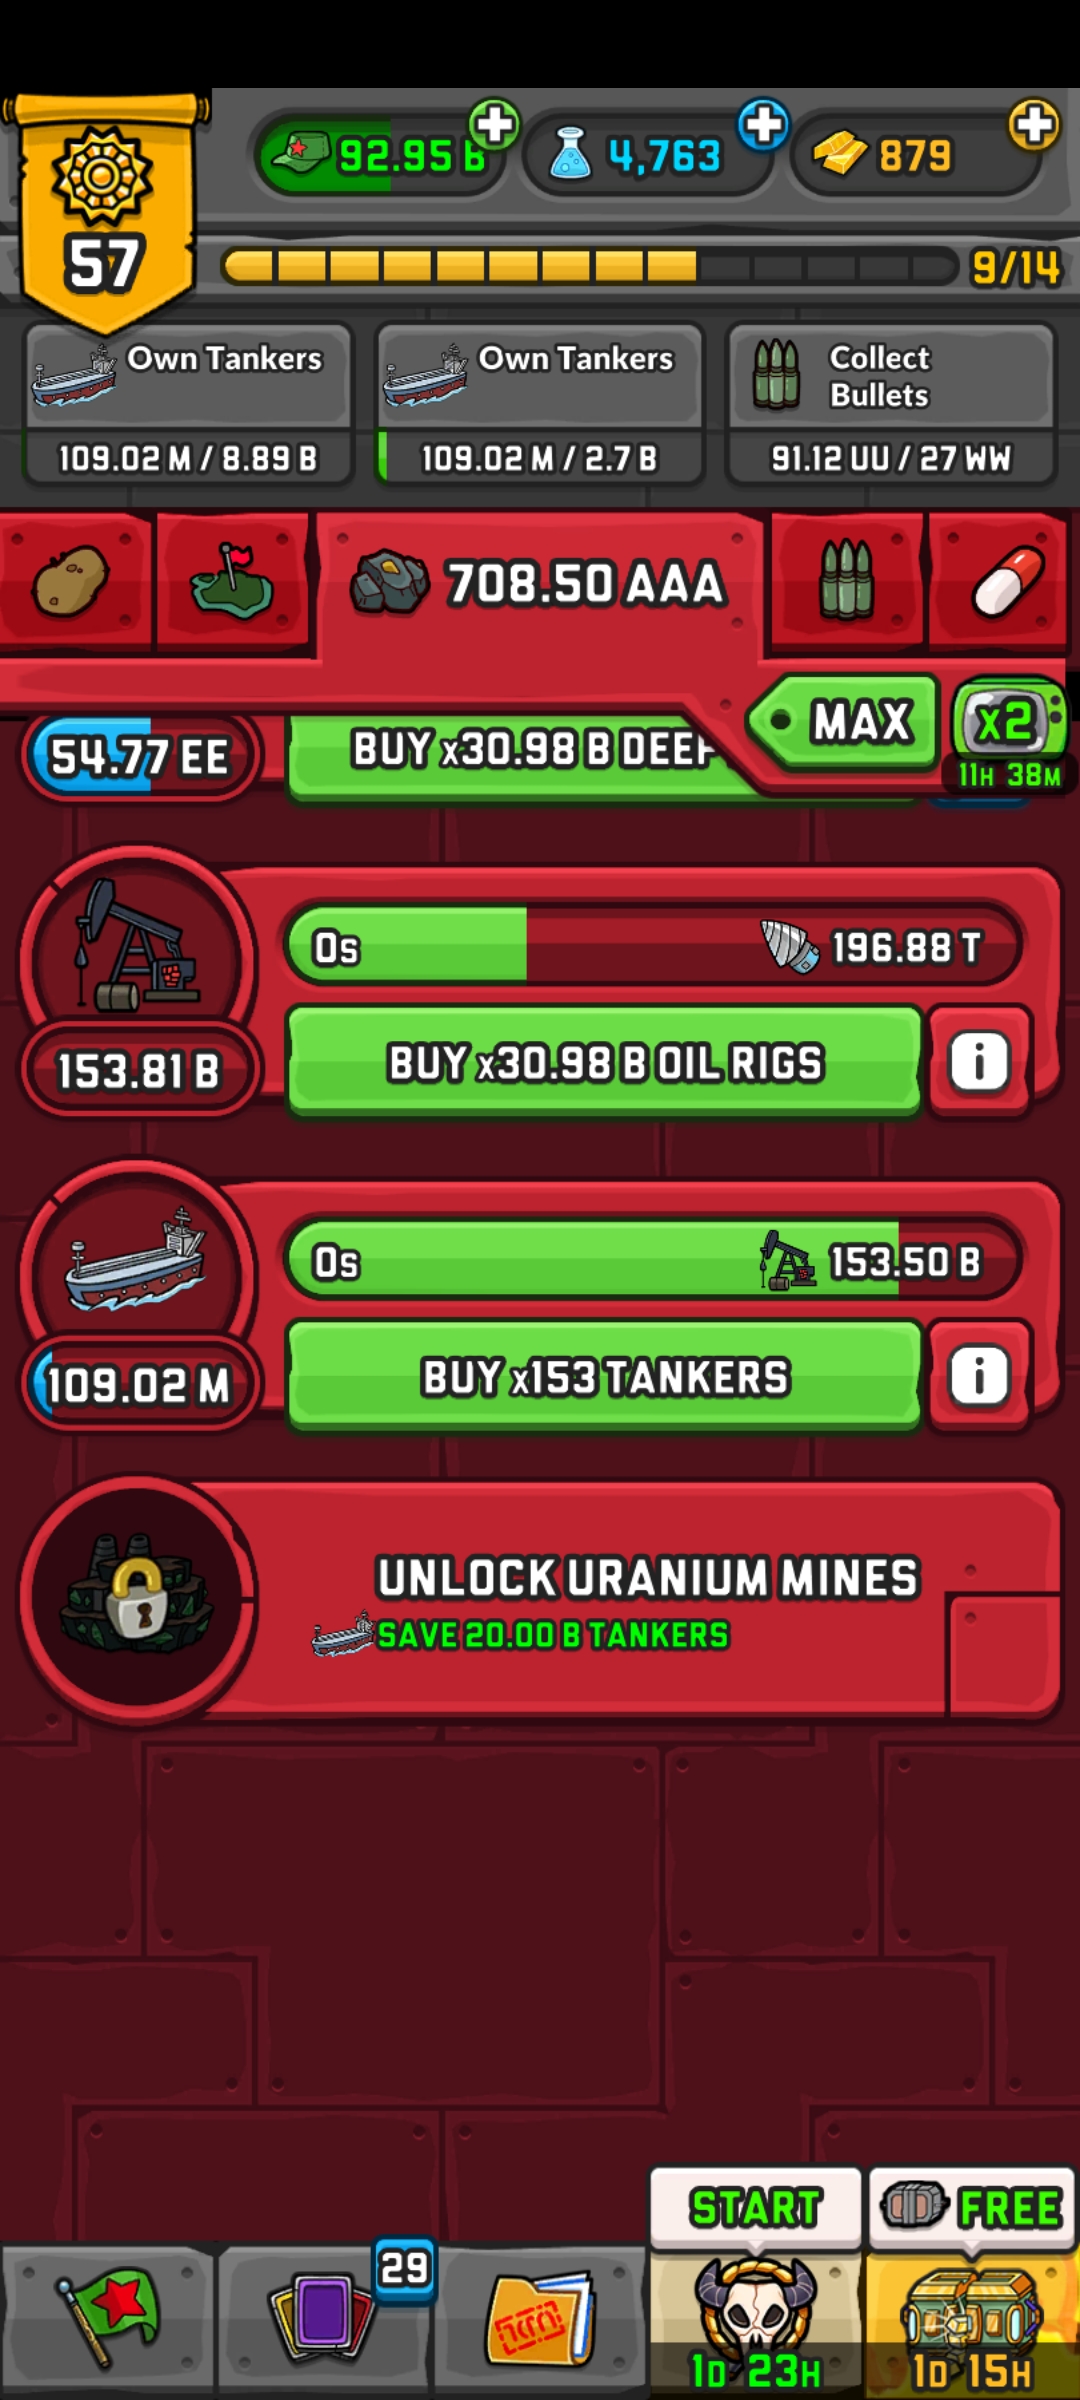 92.95 B
4,763
879
57
9/14
Own Tankers
109.02 M / 8.89 B
Own Tankers
109.02 M / 2.7 B
Collect
Bullets
91.12 UU / 27 WW
708.50 AAA
MAX
x2
11H 38M
54.77 EE
BUY x30.98 B DEEP
0s
196.88 T
153.81 B
BUY x30.98 B OIL RIGS
i
0s
153.50 B
109.02 M
BUY x153 TANKERS
i
UNLOCK URANIUM MINES
SAVE 20.00 B TANKERS
START
FREE
29
1D 23H
1D 15H